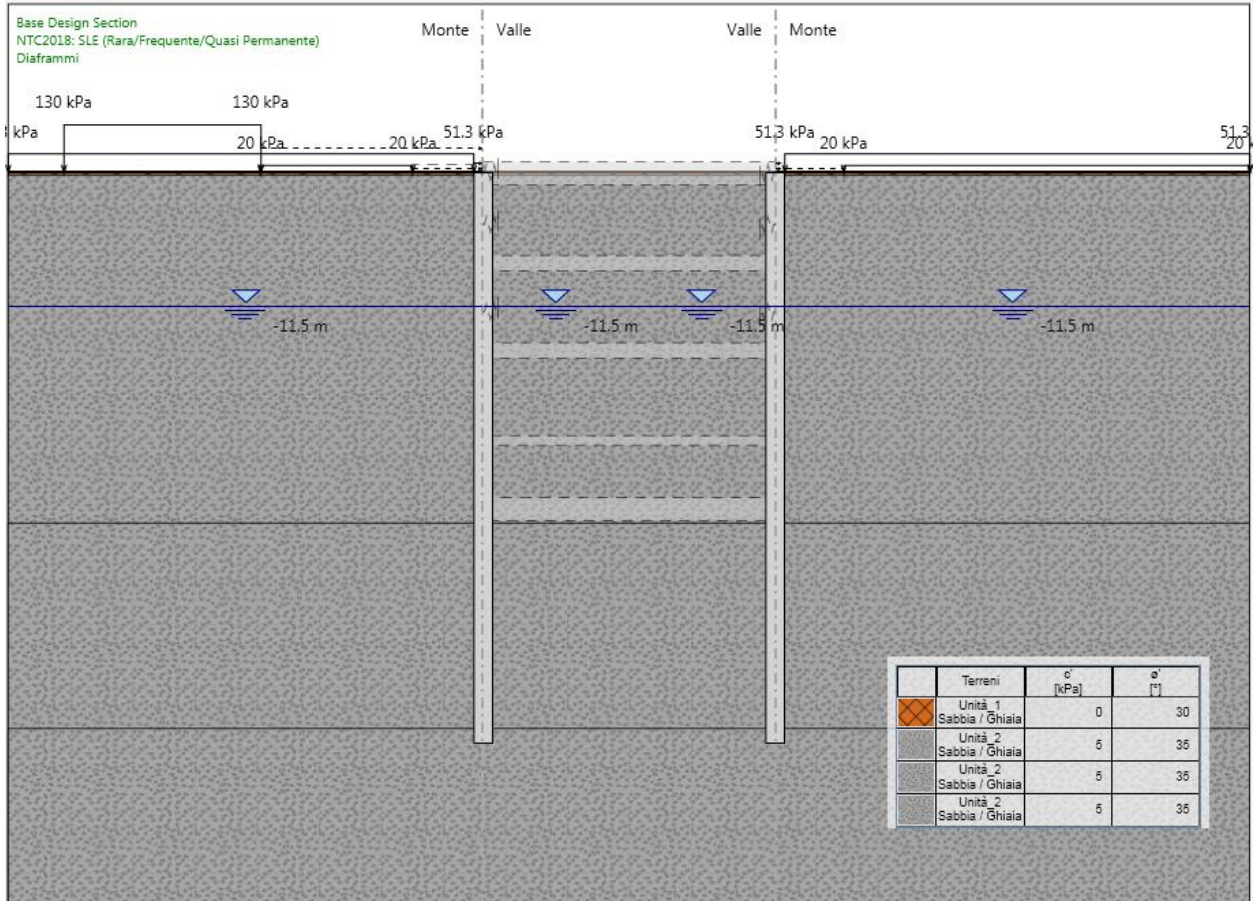 Base Design Section
NTC2018: SLE (Rara/Frequente/Quasi Permanente)
Diaframmi
Monte
Valle
Valle
Monte
130 kPa
130 kPa
kPa
20 kPa
20 kPa
51.3 kPa
51.3 kPa
20 kPa
51.3
20
-11.5 m
-11.5 m
-11.5 m
-11.5 m
Terreni c' [kPa] ø' [°]
Unità_1 Sabbia / Ghiaia 0 30
Unità_2 Sabbia / Ghiaia 5 35
Unità_2 Sabbia / Ghiaia 5 35
Unità_2 Sabbia / Ghiaia 5 35